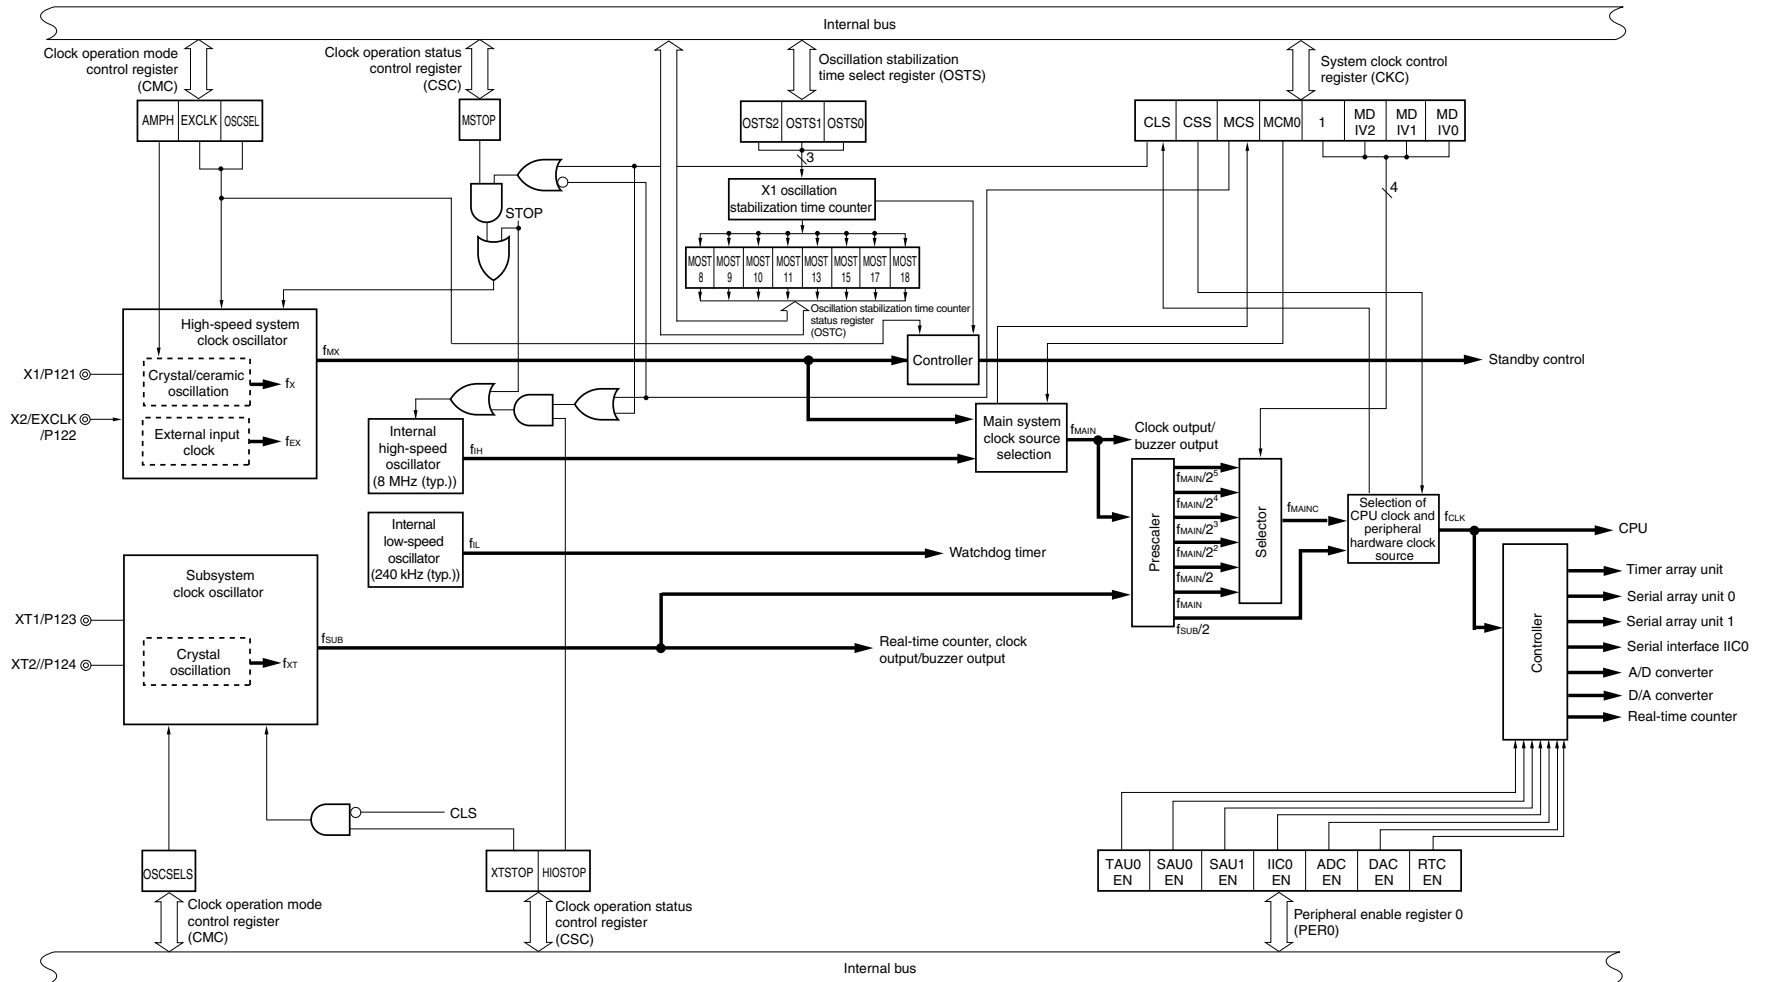 Internal bus
Clock operation mode
control register
(CMC)
Clock operation status
control register
(CSC)
Oscillation stabilization
time select register (OSTS)
System clock control
register (CKC)
AMPH EXCLK OSCSEL
MSTOP
OSTS2 OSTS1 OSTS0
CLS CSS MCS MCM0 1 MD MD MD
IV2 IV1 IV0
3
4
X1 oscillation
stabilization time counter
STOP
MOST MOST MOST MOST MOST MOST MOST MOST
8 9 10 11 13 15 17 18
Oscillation stabilization time counter
status register
(OSTC)
High-speed system
clock oscillator
fMX
Controller
Standby control
X1/P121
Crystal/ceramic
oscillation
fX
X2/EXCLK
/P122
External input
clock
fEX
Internal
high-speed
oscillator
(8 MHz (typ.))
fIH
Main system
clock source
selection
fMAIN
Clock output/
buzzer output
Prescaler
fMAIN/2⁵
fMAIN/2⁴
fMAIN/2³
fMAIN/2²
fMAIN/2
fMAIN
fSUB/2
Selector
fMAINC
Selection of
CPU clock and
peripheral
hardware clock
source
fCLK
CPU
Internal
low-speed
oscillator
(240 kHz (typ.))
fIL
Watchdog timer
Subsystem
clock oscillator
XT1/P123
XT2//P124
Crystal
oscillation
fXT
fSUB
Real-time counter, clock
output/buzzer output
Controller
Timer array unit
Serial array unit 0
Serial array unit 1
Serial interface IIC0
A/D converter
D/A converter
Real-time counter
CLS
OSCSELS
XTSTOP HIOSTOP
TAU0 SAU0 SAU1 IIC0 ADC DAC RTC
EN EN EN EN EN EN EN
Clock operation mode
control register
(CMC)
Clock operation status
control register
(CSC)
Peripheral enable register 0
(PER0)
Internal bus